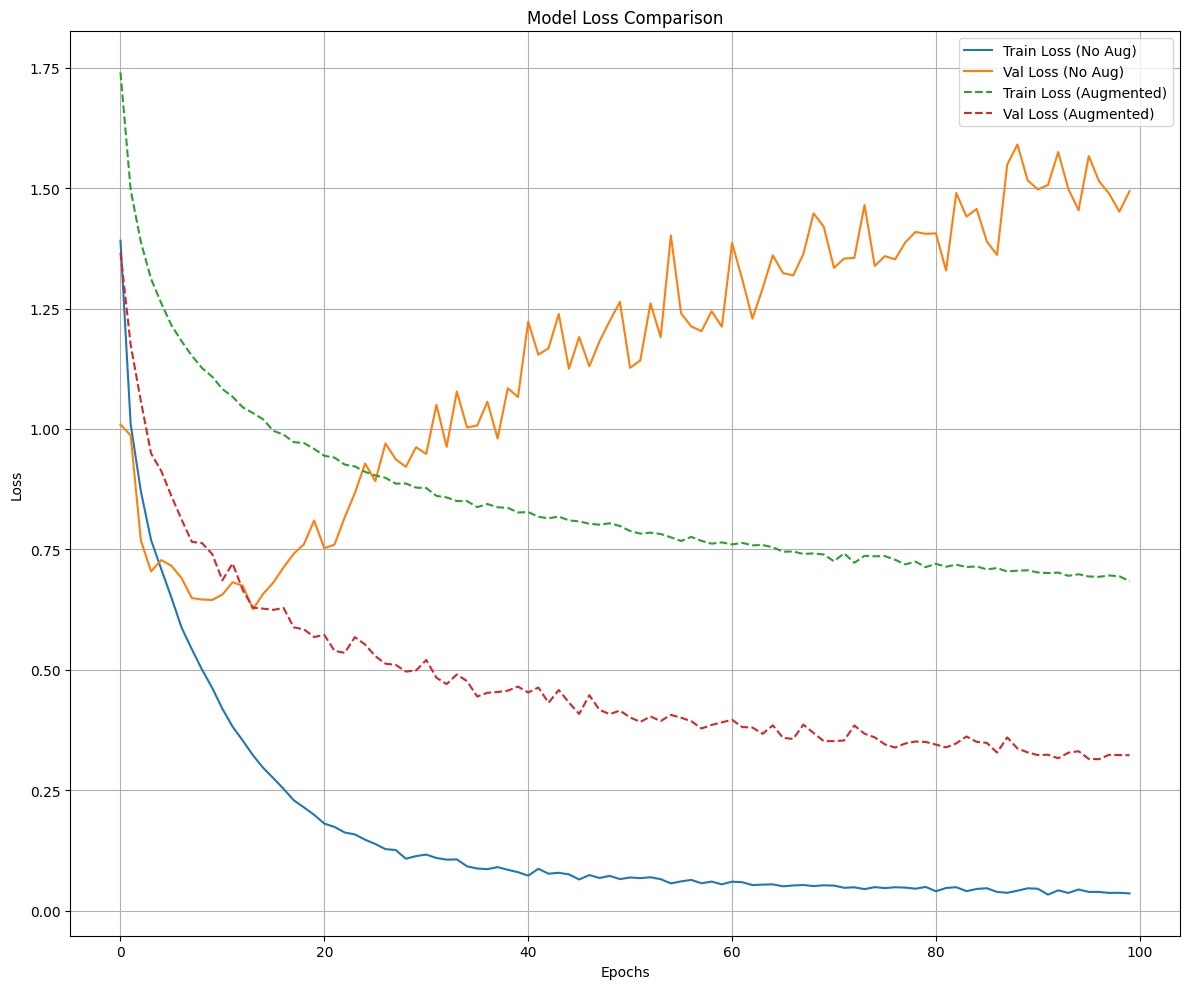 Model Loss Comparison
Train Loss (No Aug)
Val Loss (No Aug)
Train Loss (Augmented)
Val Loss (Augmented)
1.75
1.50
1.25
1.00
0.75
0.50
0.25
0.00
Loss
0 20 40 60 80 100
Epochs